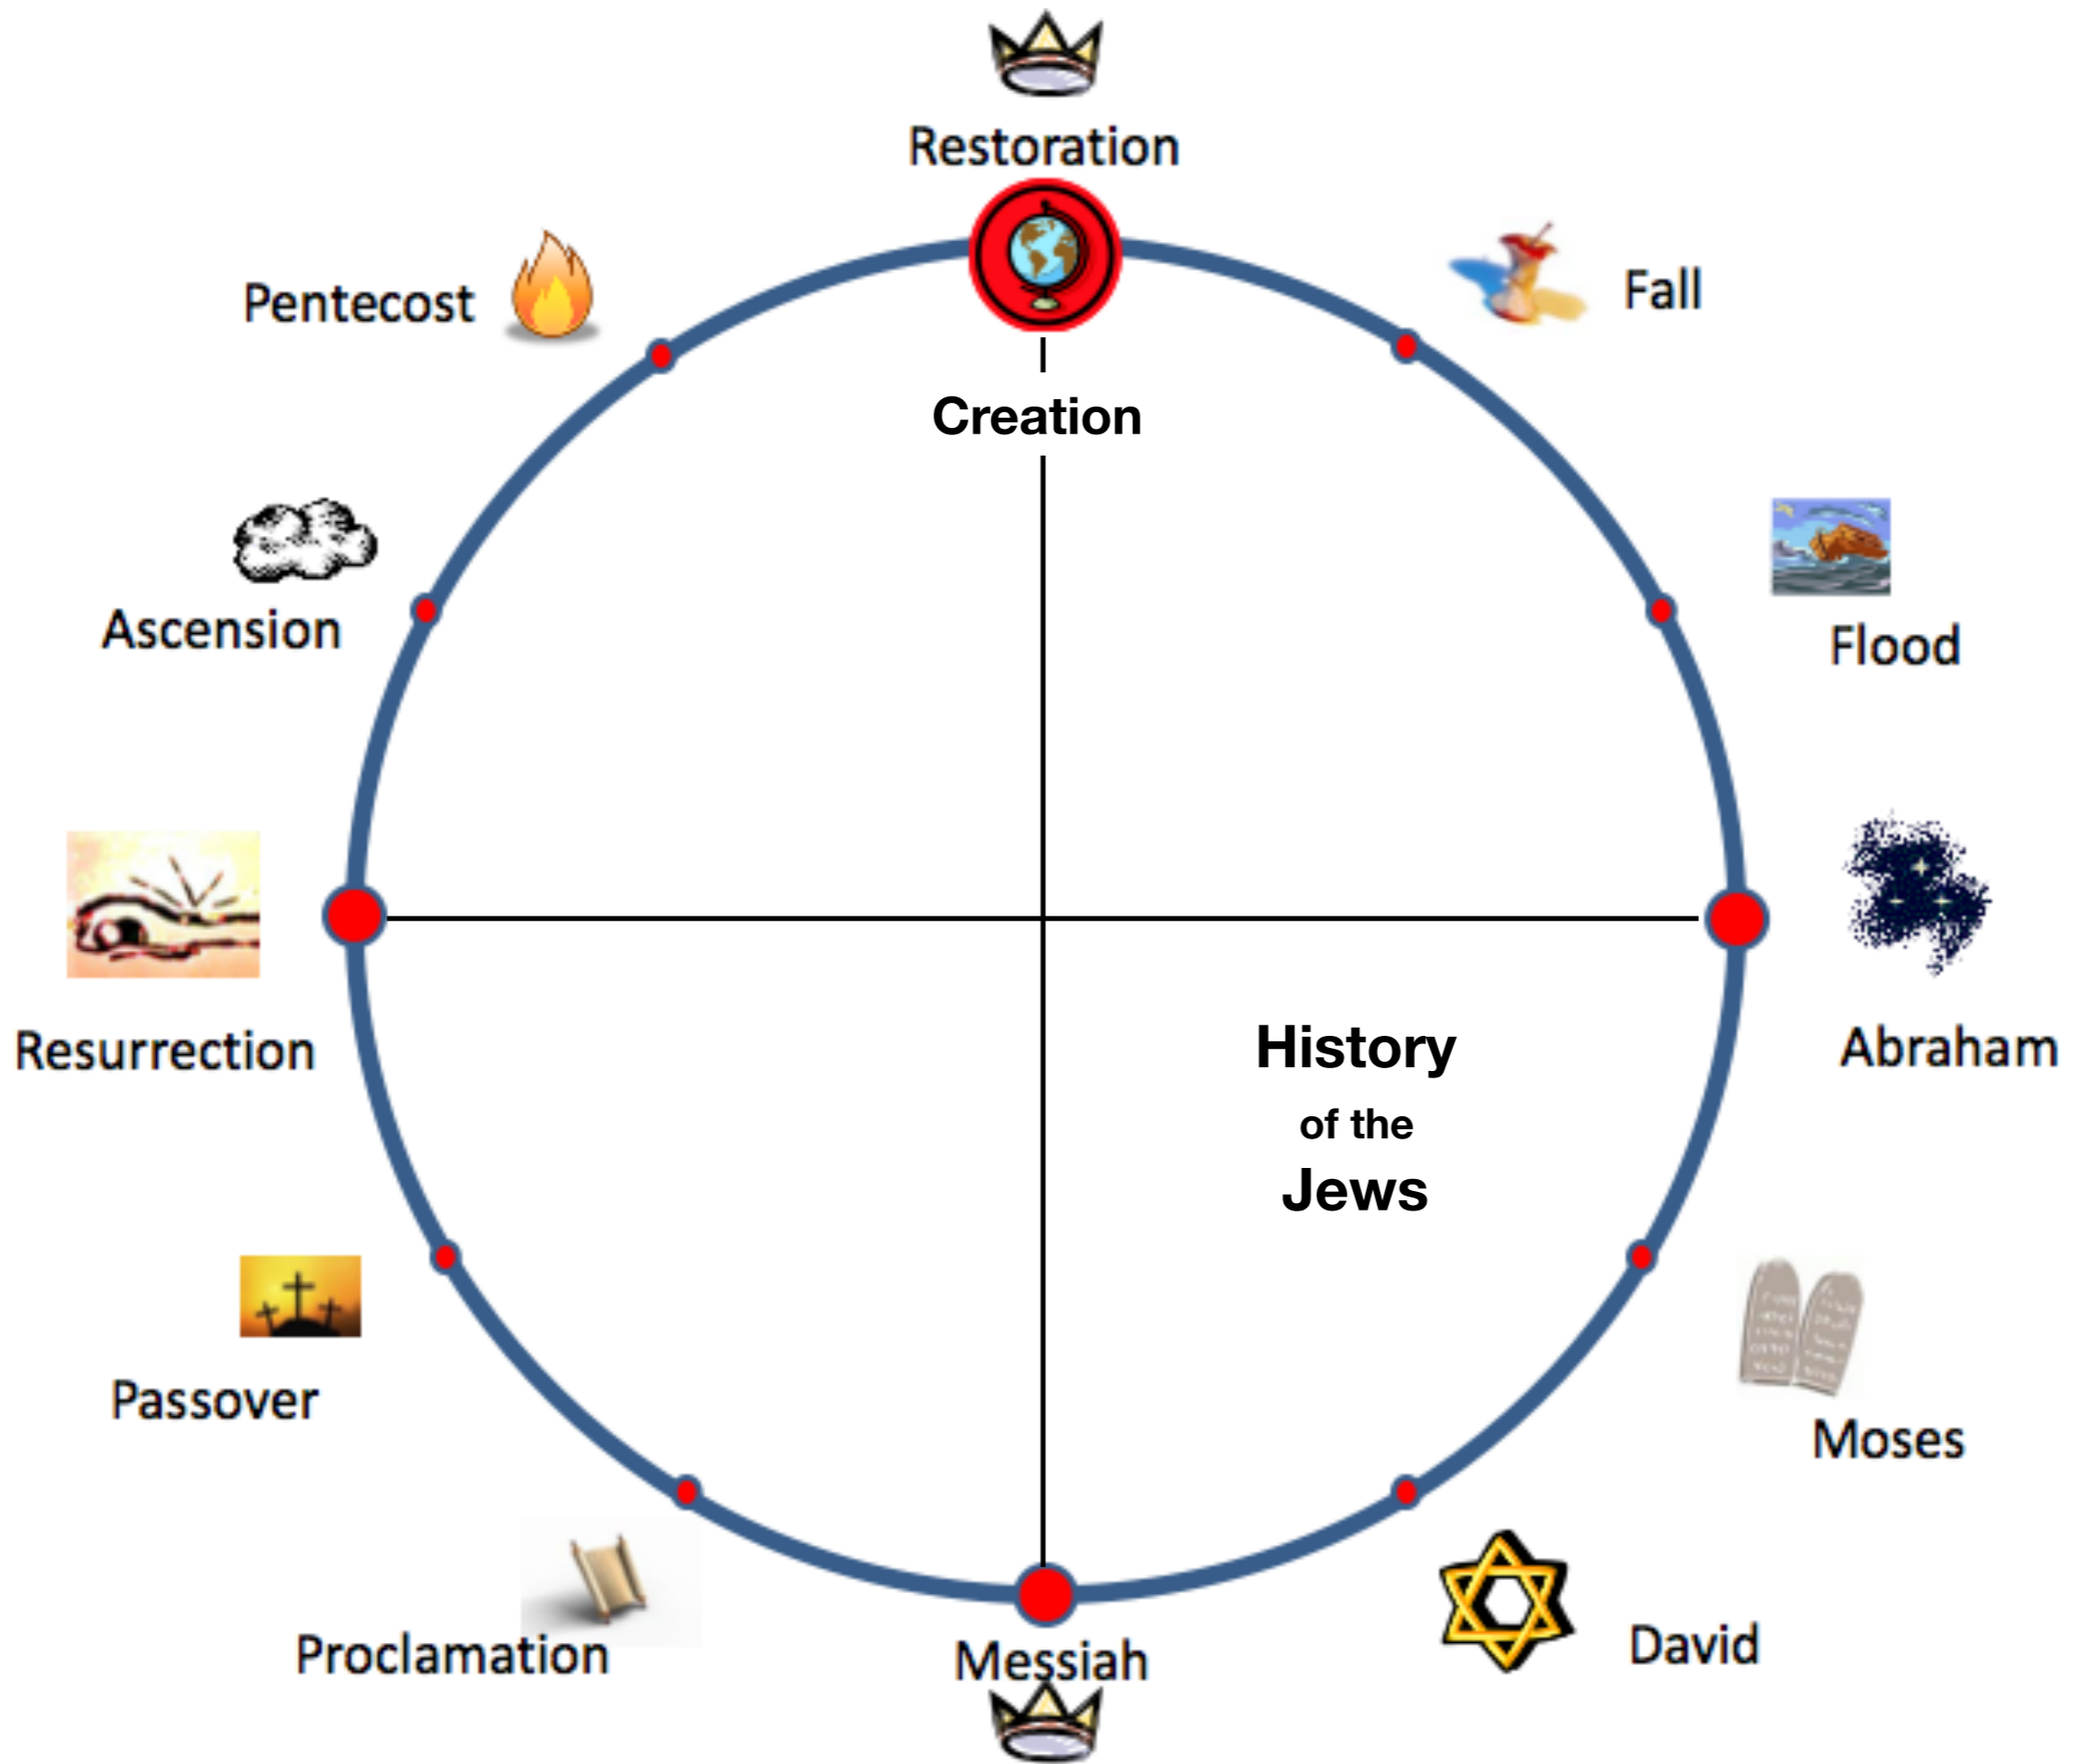 Restoration
Pentecost
Fall
Creation
Ascension
Flood
Resurrection
History
of the
Jews
Abraham
Passover
Moses
Proclamation
Messiah
David